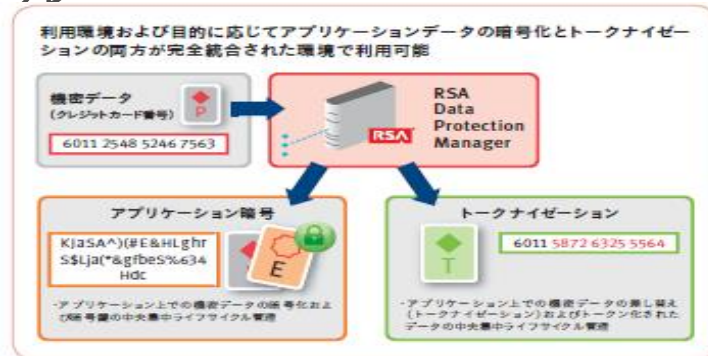 利用環境および目的に応じてアプリケーションデータの暗号化とトークナイゼー
ションの両方が完全統合された環境で利用可能
機密データ
(クレジットカード番号)
P
6011 2548 5246 7563
RSA
RSA
Data
Protection
Manager
アプリケーション暗号
KJaSA^)(#E&HLghr
S$Lja(*&gfbeS%634
Hdc
E
・アプリケーション上での機密データの暗号化およ
び暗号鍵の中央集中ライフサイクル管理
トークナイゼーション
T
6011 5872 6325 5564
・アプリケーション上での機密データの差し替え
(トークナイゼーション)およびトークン化された
データの中央集中ライフサイクル管理